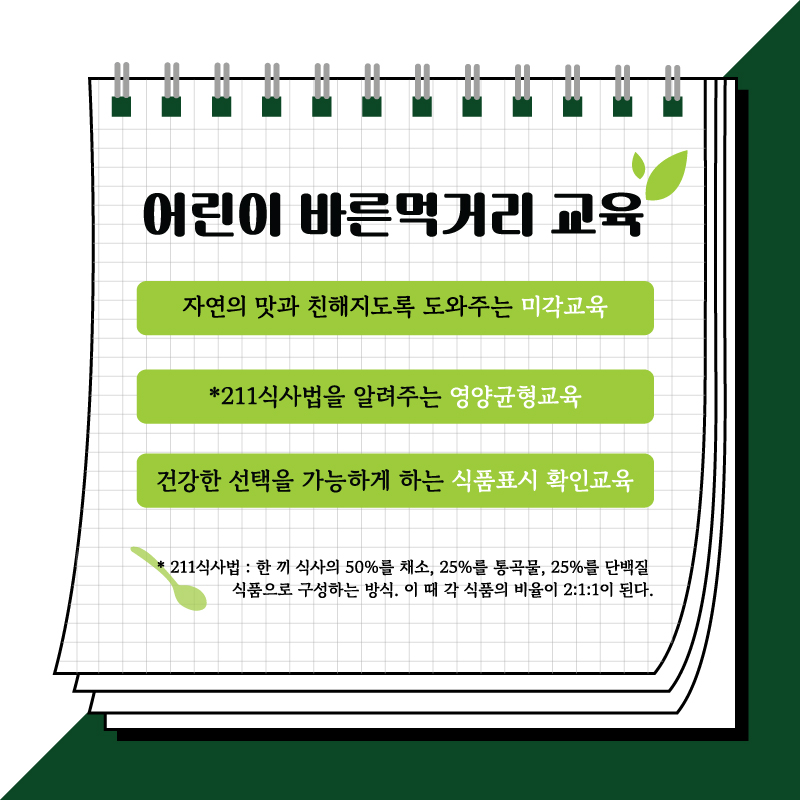 어린이 바른먹거리 교육
자연의 맛과 친해지도록 도와주는 미각교육
*211식사법을 알려주는 영양균형교육
건강한 선택을 가능하게 하는 식품표시 확인교육
* 211식사법 : 한 끼 식사의 50%를 채소, 25%를 통곡물, 25%를 단백질
식품으로 구성하는 방식. 이 때 각 식품의 비율이 2:1:1이 된다.